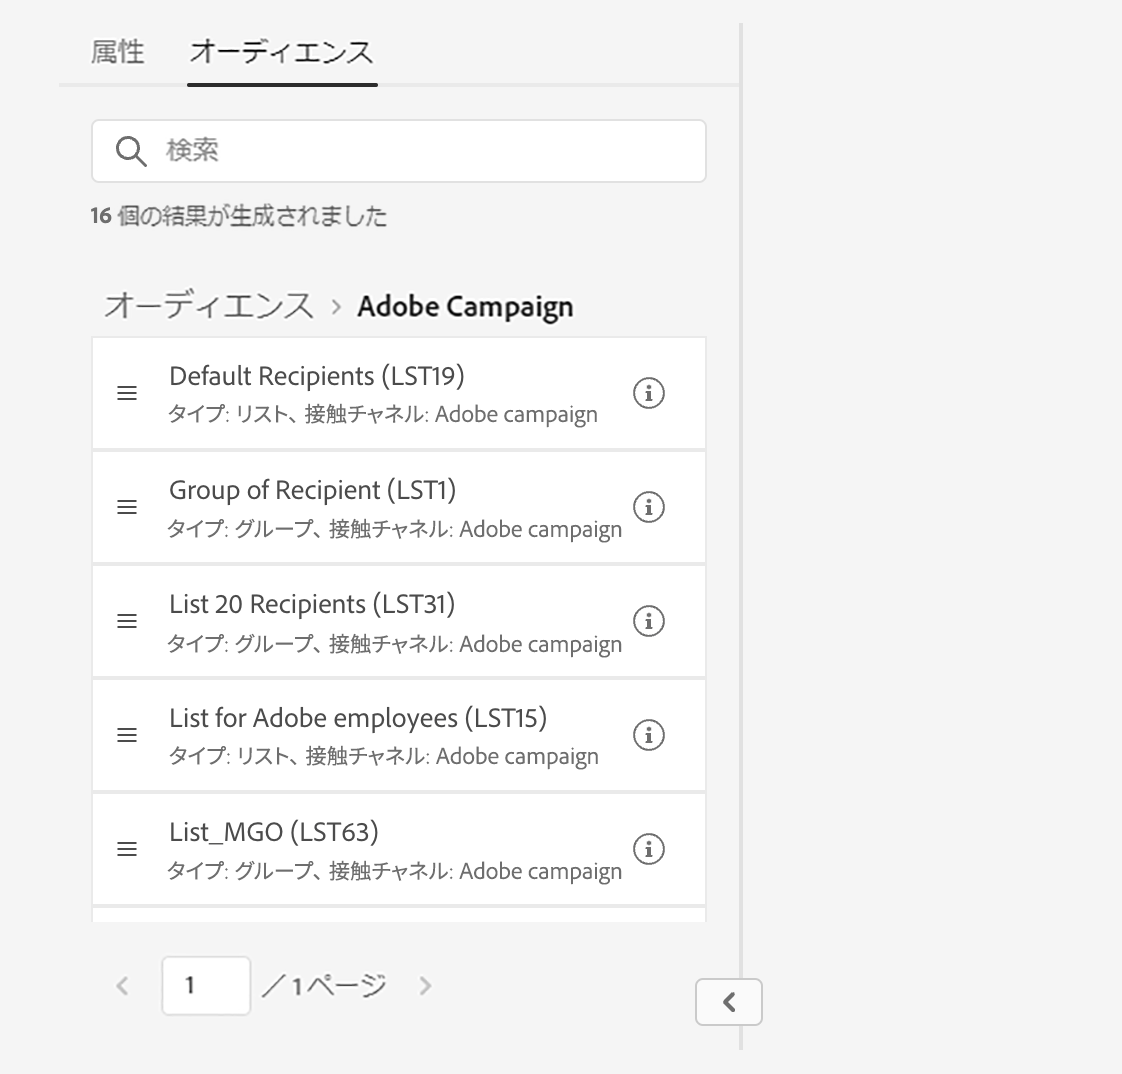 属性 オーディエンス
検索
16 個の結果が生成されました
オーディエンス › Adobe Campaign
Default Recipients (LST19)
タイプ: リスト、接触チャネル: Adobe campaign
Group of Recipient (LST1)
タイプ: グループ、接触チャネル: Adobe campaign
List 20 Recipients (LST31)
タイプ: グループ、接触チャネル: Adobe campaign
List for Adobe employees (LST15)
タイプ: リスト、接触チャネル: Adobe campaign
List_MGO (LST63)
タイプ: グループ、接触チャネル: Adobe campaign
1 ／1ページ